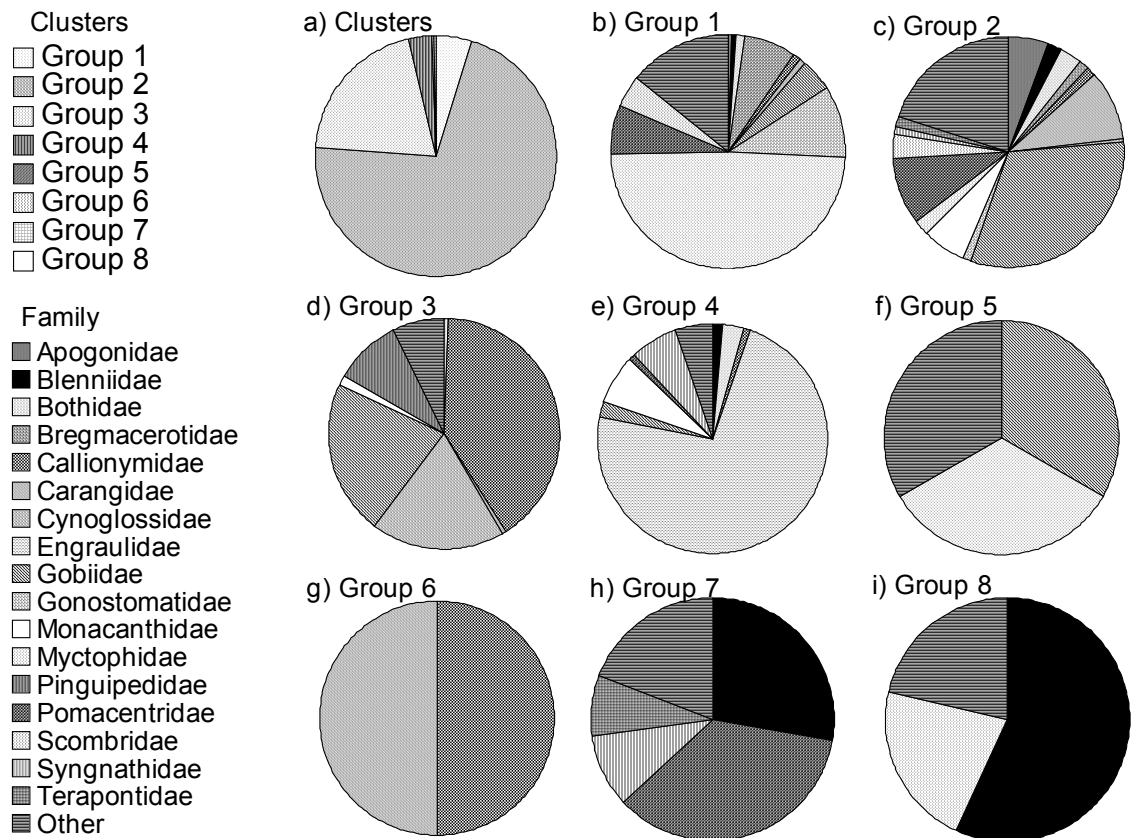 Clusters
Group 1
Group 2
Group 3
Group 4
Group 5
Group 6
Group 7
Group 8
Family
Apogonidae
Blenniidae
Bothidae
Bregmacerotidae
Callionymidae
Carangidae
Cynoglossidae
Engraulidae
Gobiidae
Gonostomatidae
Monacanthidae
Myctophidae
Pinguipedidae
Pomacentridae
Scombridae
Syngnathidae
Terapontidae
Other
a) Clusters
b) Group 1
c) Group 2
d) Group 3
e) Group 4
f) Group 5
g) Group 6
h) Group 7
i) Group 8